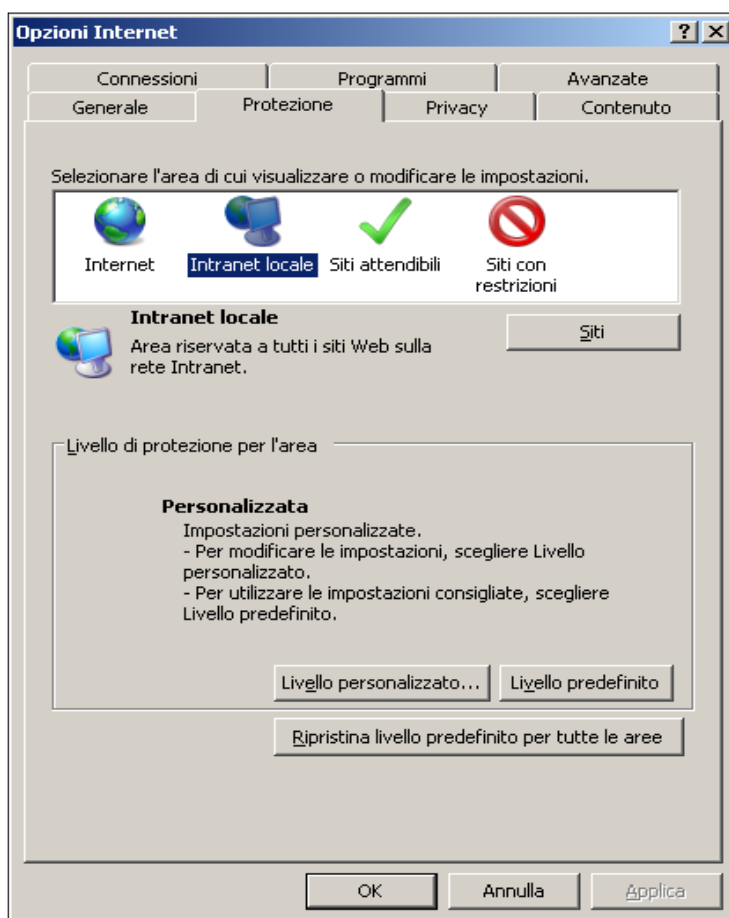 Opzioni Internet
Connessioni
Programmi
Avanzate
Generale
Protezione
Privacy
Contenuto
Selezionare l'area di cui visualizzare o modificare le impostazioni.
Internet
Intranet locale
Siti attendibili
Siti con
restrizioni
Intranet locale
Area riservata a tutti i siti Web sulla
rete Intranet.
Siti
Livello di protezione per l'area
Personalizzata
Impostazioni personalizzate.
- Per modificare le impostazioni, scegliere Livello
personalizzato.
- Per utilizzare le impostazioni consigliate, scegliere
Livello predefinito.
Livello personalizzato...
Livello predefinito
Ripristina livello predefinito per tutte le aree
OK
Annulla
Applica